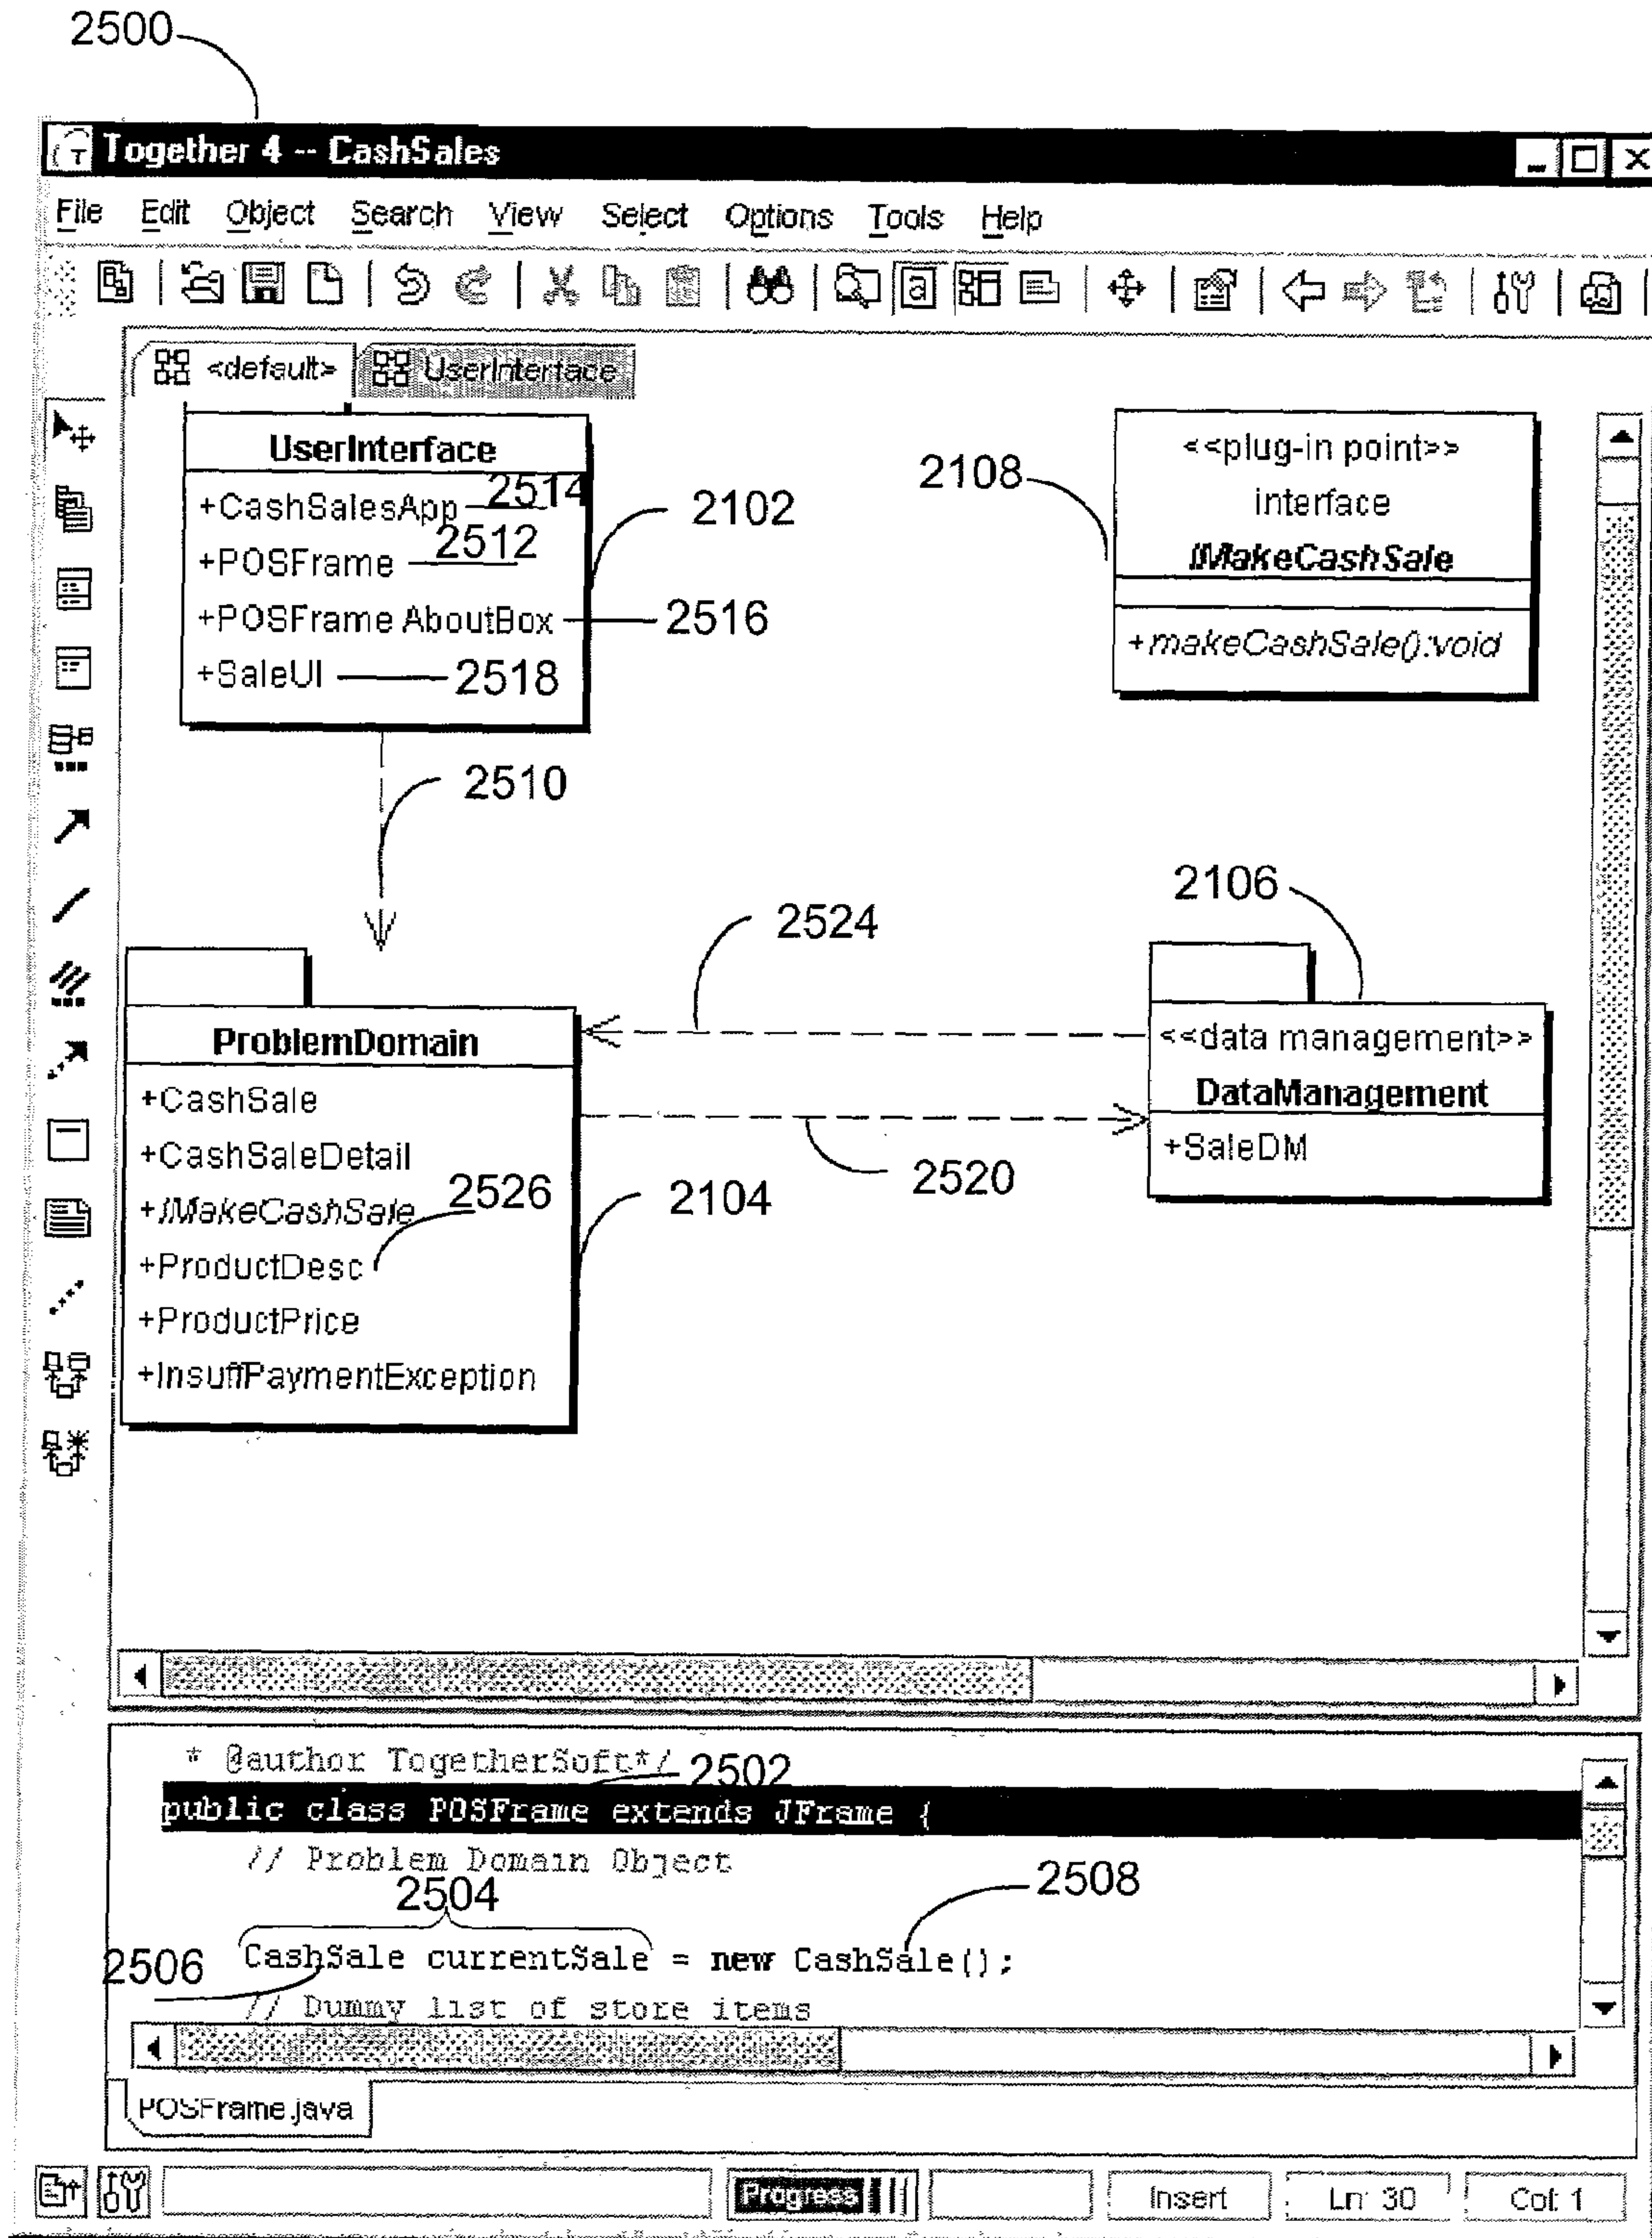 2500
Together 4 -- CashSales
File Edit Object Search View Select Options Tools Help
<default> UserInterface
UserInterface
+CashSalesApp 2514
2512
+POSFrame
2102
+POSFrame AboutBox 2516
+SaleUI 2518
2108
<<plug-in point>>
interface
IMakeCashSale
+makeCashSale():void
2510
2524
2106
ProblemDomain
+CashSale
+CashSaleDetail
2526
+IMakeCashSale
2104
+ProductDesc
+ProductPrice
+InsuffPaymentException
<<data management>>
DataManagement
+SaleDM
2520
* @author TogetherSoft*/ 2502
public class POSFrame extends JFrame {
// Problem Domain Object
2504
2508
2506
CashSale currentSale = new CashSale();
// Dummy list of store items
POSFrame.java
Progress Insert Ln: 30 Col: 1